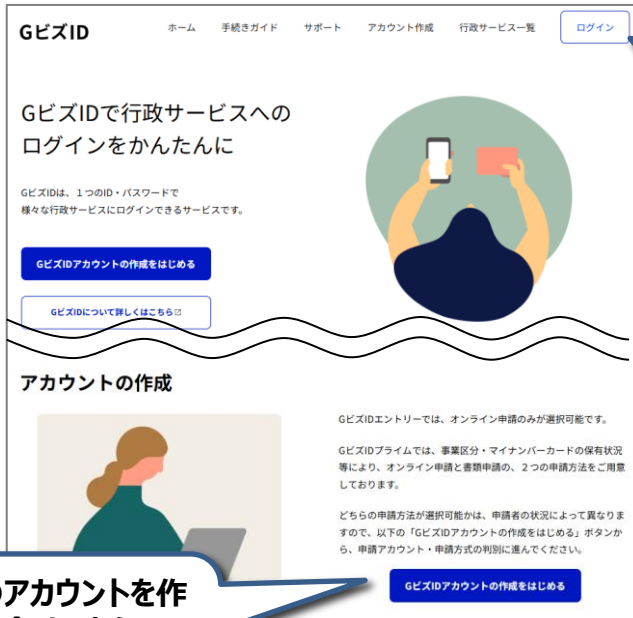 GビズID
ホーム 手続きガイド サポート アカウント作成 行政サービス一覧 ログイン
GビズIDで行政サービスへの
ログインをかんたんに
GビズIDは、１つのID・パスワードで
様々な行政サービスにログインできるサービスです。
GビズIDアカウントの作成をはじめる
GビズIDについて詳しくはこちら
アカウントの作成
GビズIDエントリーでは、オンライン申請のみが選択可能です。
GビズIDプライムでは、事業区分・マイナンバーカードの保有状況
等により、オンライン申請と書類申請の、２つの申請方法をご用意
しております。
どちらの申請方法が選択可能かは、申請者の状況によって異なりま
すので、以下の「GビズIDアカウントの作成をはじめる」ボタンか
ら、申請アカウント・申請方式の判別に進んでください。
GビズIDアカウントの作成をはじめる
のアカウントを作